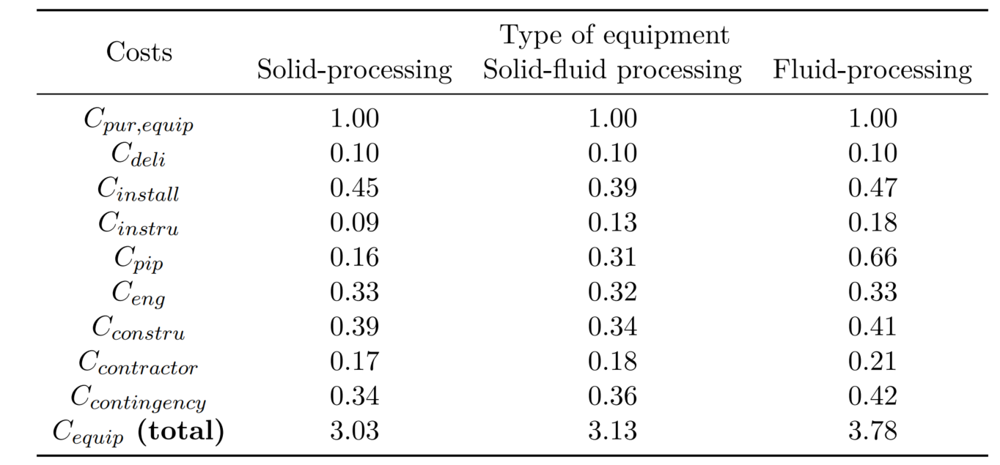 Type of equipment
Costs
Solid-processing Solid-fluid processing Fluid-processing
C_{pur,equip} 1.00 1.00 1.00
C_{deli} 0.10 0.10 0.10
C_{install} 0.45 0.39 0.47
C_{instru} 0.09 0.13 0.18
C_{pip} 0.16 0.31 0.66
C_{eng} 0.33 0.32 0.33
C_{constru} 0.39 0.34 0.41
C_{contractor} 0.17 0.18 0.21
C_{contingency} 0.34 0.36 0.42
C_{equip} (total) 3.03 3.13 3.78